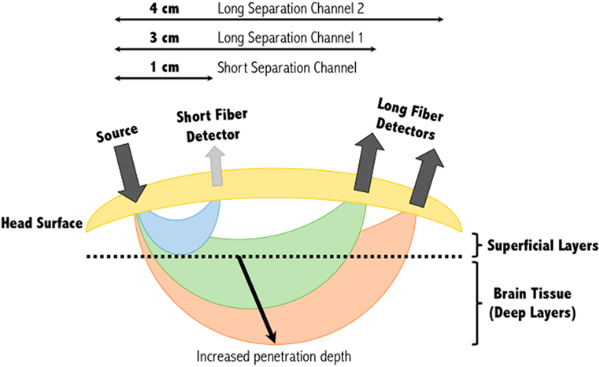 4 cm Long Separation Channel 2
3 cm Long Separation Channel 1
1 cm Short Separation Channel
Source
Short Fiber
Detector
Long Fiber
Detectors
Head Surface
Superficial Layers
Brain Tissue
(Deep Layers)
Increased penetration depth